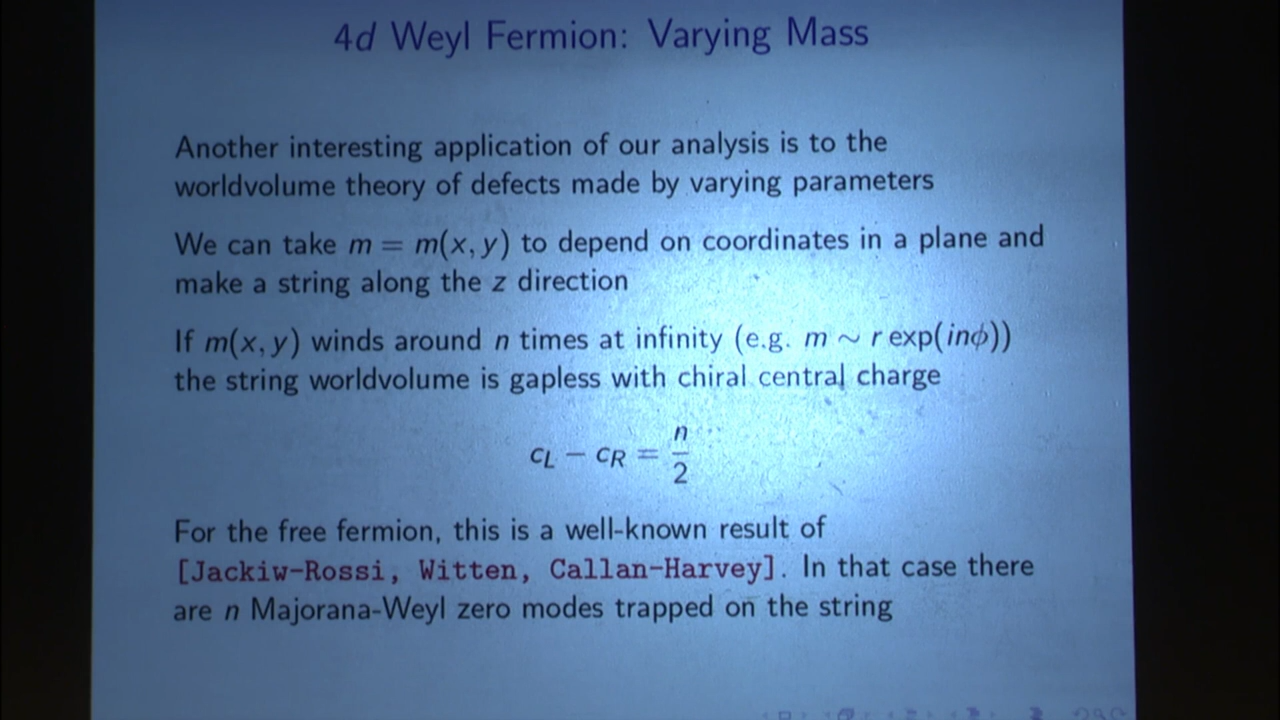 4d Weyl Fermion: Varying Mass
Another interesting application of our analysis is to the
worldvolume theory of defects made by varying parameters
We can take m = m(x, y) to depend on coordinates in a plane and
make a string along the z direction
If m(x, y) winds around n times at infinity (e.g. m ∼ r exp(inϕ))
the string worldvolume is gapless with chiral central charge
c_L − c_R = n/2
For the free fermion, this is a well-known result of
[Jackiw-Rossi, Witten, Callan-Harvey]. In that case there
are n Majorana-Weyl zero modes trapped on the string